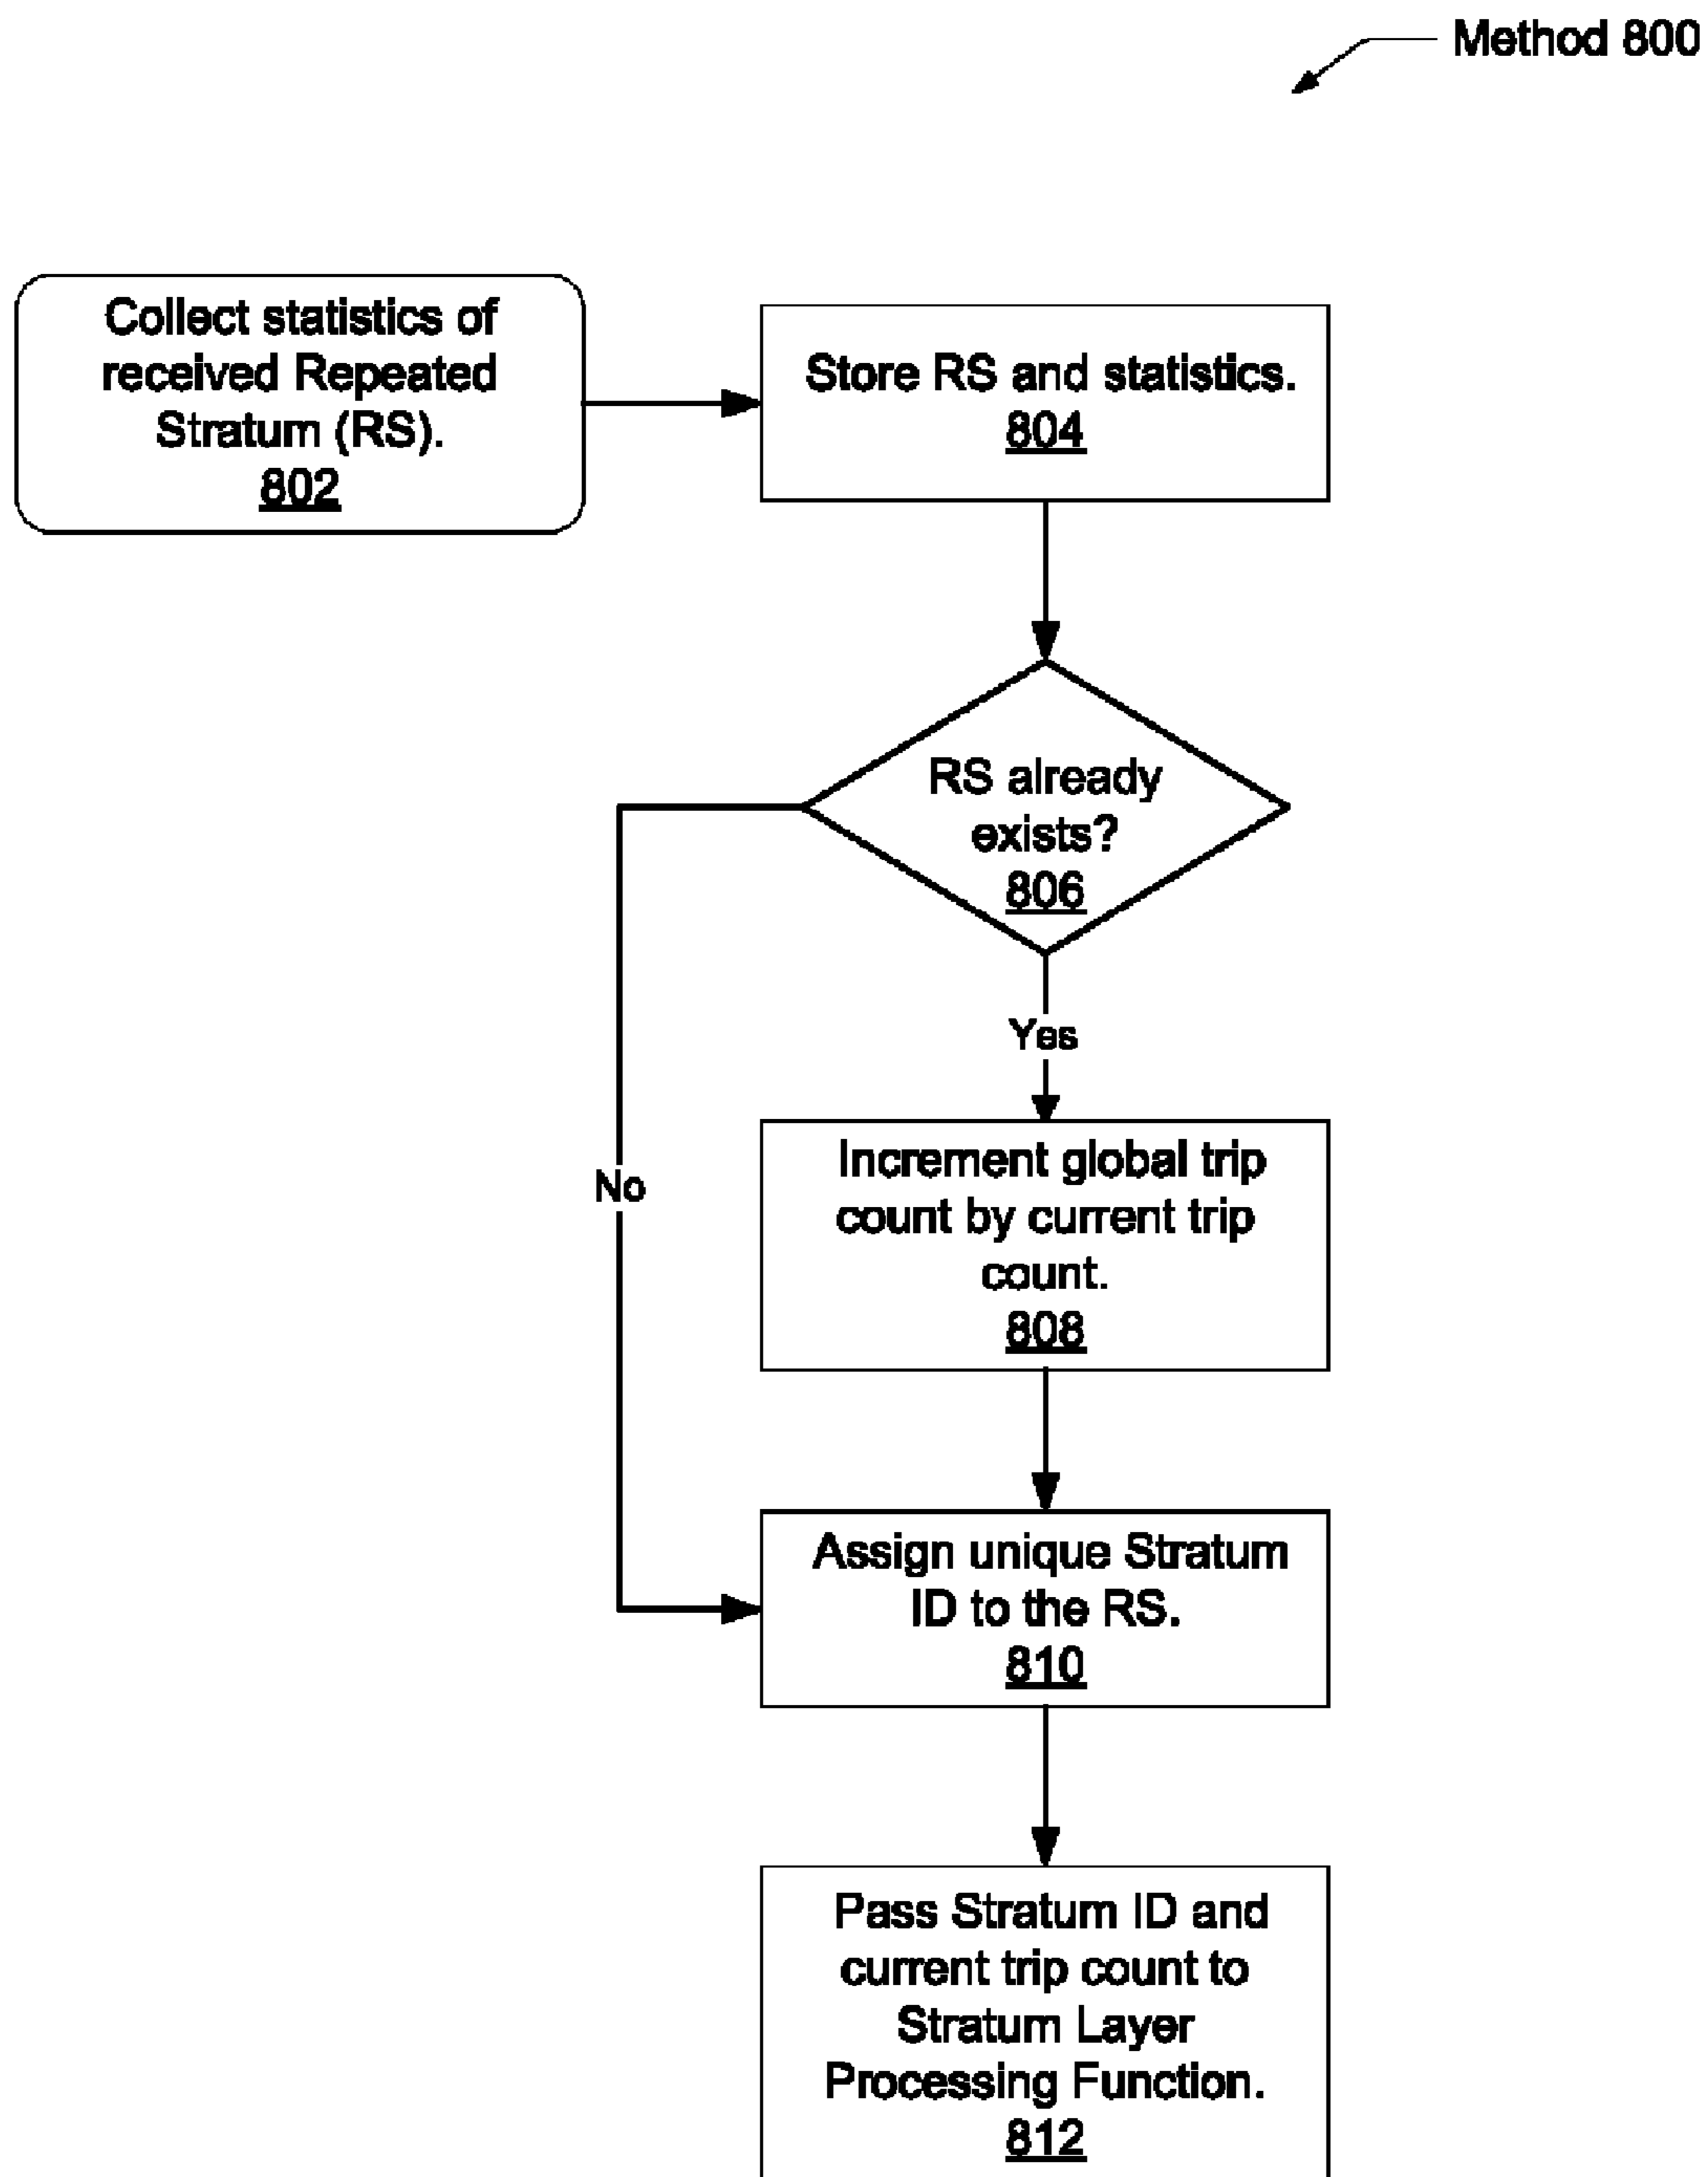 Method 800
Collect statistics of
received Repeated
Stratum (RS).
802
Store RS and statistics.
804
RS already
exists?
806
Yes
No
Increment global trip
count by current trip
count.
808
Assign unique Stratum
ID to the RS.
810
Pass Stratum ID and
current trip count to
Stratum Layer
Processing Function.
812